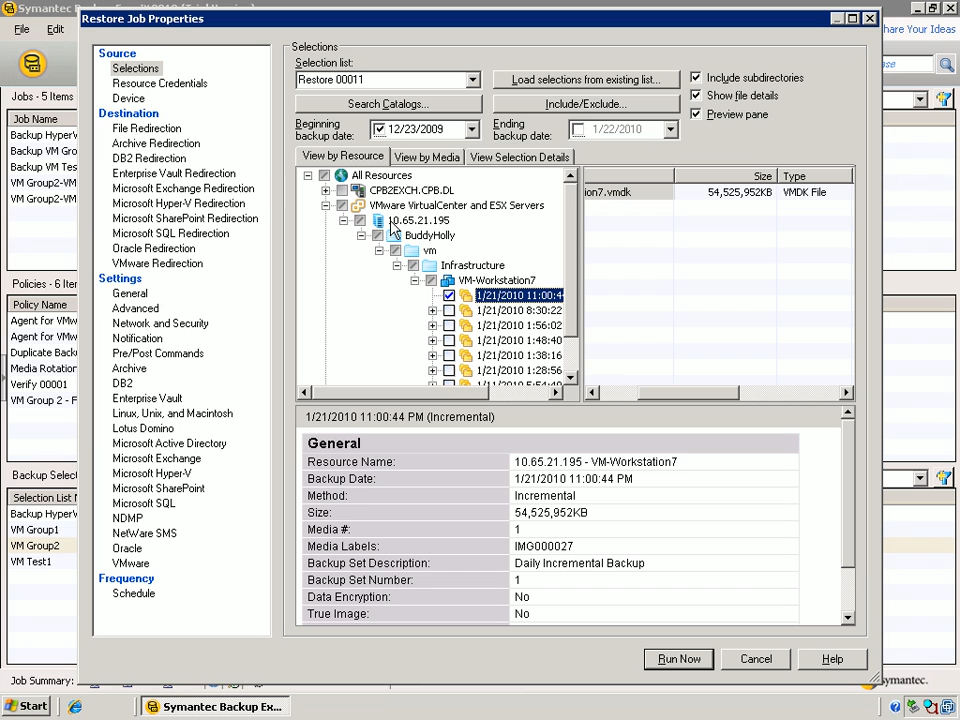 Restore Job Properties
File
Edit
hare Your Ideas
Jobs - 5 Items
Job Name
Backup HyperV
Backup VM Gro
Backup VM Tes
VM Group2-VM
VM Group2-VM
Policies - 6 Iter
Policy Name
Agent for VMw
Agent for VMw
Duplicate Backu
Media Rotation
Verify 00001
VM Group 2 - F
Backup Selec
Selection List N
Backup HyperV
VM Group1
VM Group2
VM Test1
Job Summary:
Source
Selections
Resource Credentials
Device
Destination
File Redirection
Archive Redirection
DB2 Redirection
Enterprise Vault Redirection
Microsoft Exchange Redirection
Microsoft Hyper-V Redirection
Microsoft SharePoint Redirection
Microsoft SQL Redirection
Oracle Redirection
VMware Redirection
Settings
General
Advanced
Network and Security
Notification
Pre/Post Commands
Archive
DB2
Enterprise Vault
Linux, Unix, and Macintosh
Lotus Domino
Microsoft Active Directory
Microsoft Exchange
Microsoft Hyper-V
Microsoft SharePoint
Microsoft SQL
NDMP
NetWare SMS
Oracle
VMware
Frequency
Schedule
Selections
Selection list:
Restore 00011
Load selections from existing list...
Include subdirectories
Show file details
Preview pane
Search Catalogs...
Include/Exclude...
Beginning backup date:
12/23/2009
Ending backup date:
1/22/2010
View by Resource
View by Media
View Selection Details
All Resources
CPB2EXCH.CPB.DL
VMware VirtualCenter and ESX Servers
10.65.21.195
BuddyHolly
vm
Infrastructure
VM-Workstation7
1/21/2010 11:00:4
1/21/2010 8:30:22
1/21/2010 1:56:02
1/21/2010 1:48:40
1/21/2010 1:38:16
1/21/2010 1:28:56
Size
Type
ion7.vmdk
54,525,952KB
VMDK File
1/21/2010 11:00:44 PM (Incremental)
General
Resource Name: 10.65.21.195 - VM-Workstation7
Backup Date: 1/21/2010 11:00:44 PM
Method: Incremental
Size: 54,525,952KB
Media #: 1
Media Labels: IMG000027
Backup Set Description: Daily Incremental Backup
Backup Set Number: 1
Data Encryption: No
True Image: No
Run Now
Cancel
Help
symantec.
Start
Symantec Backup Ex...